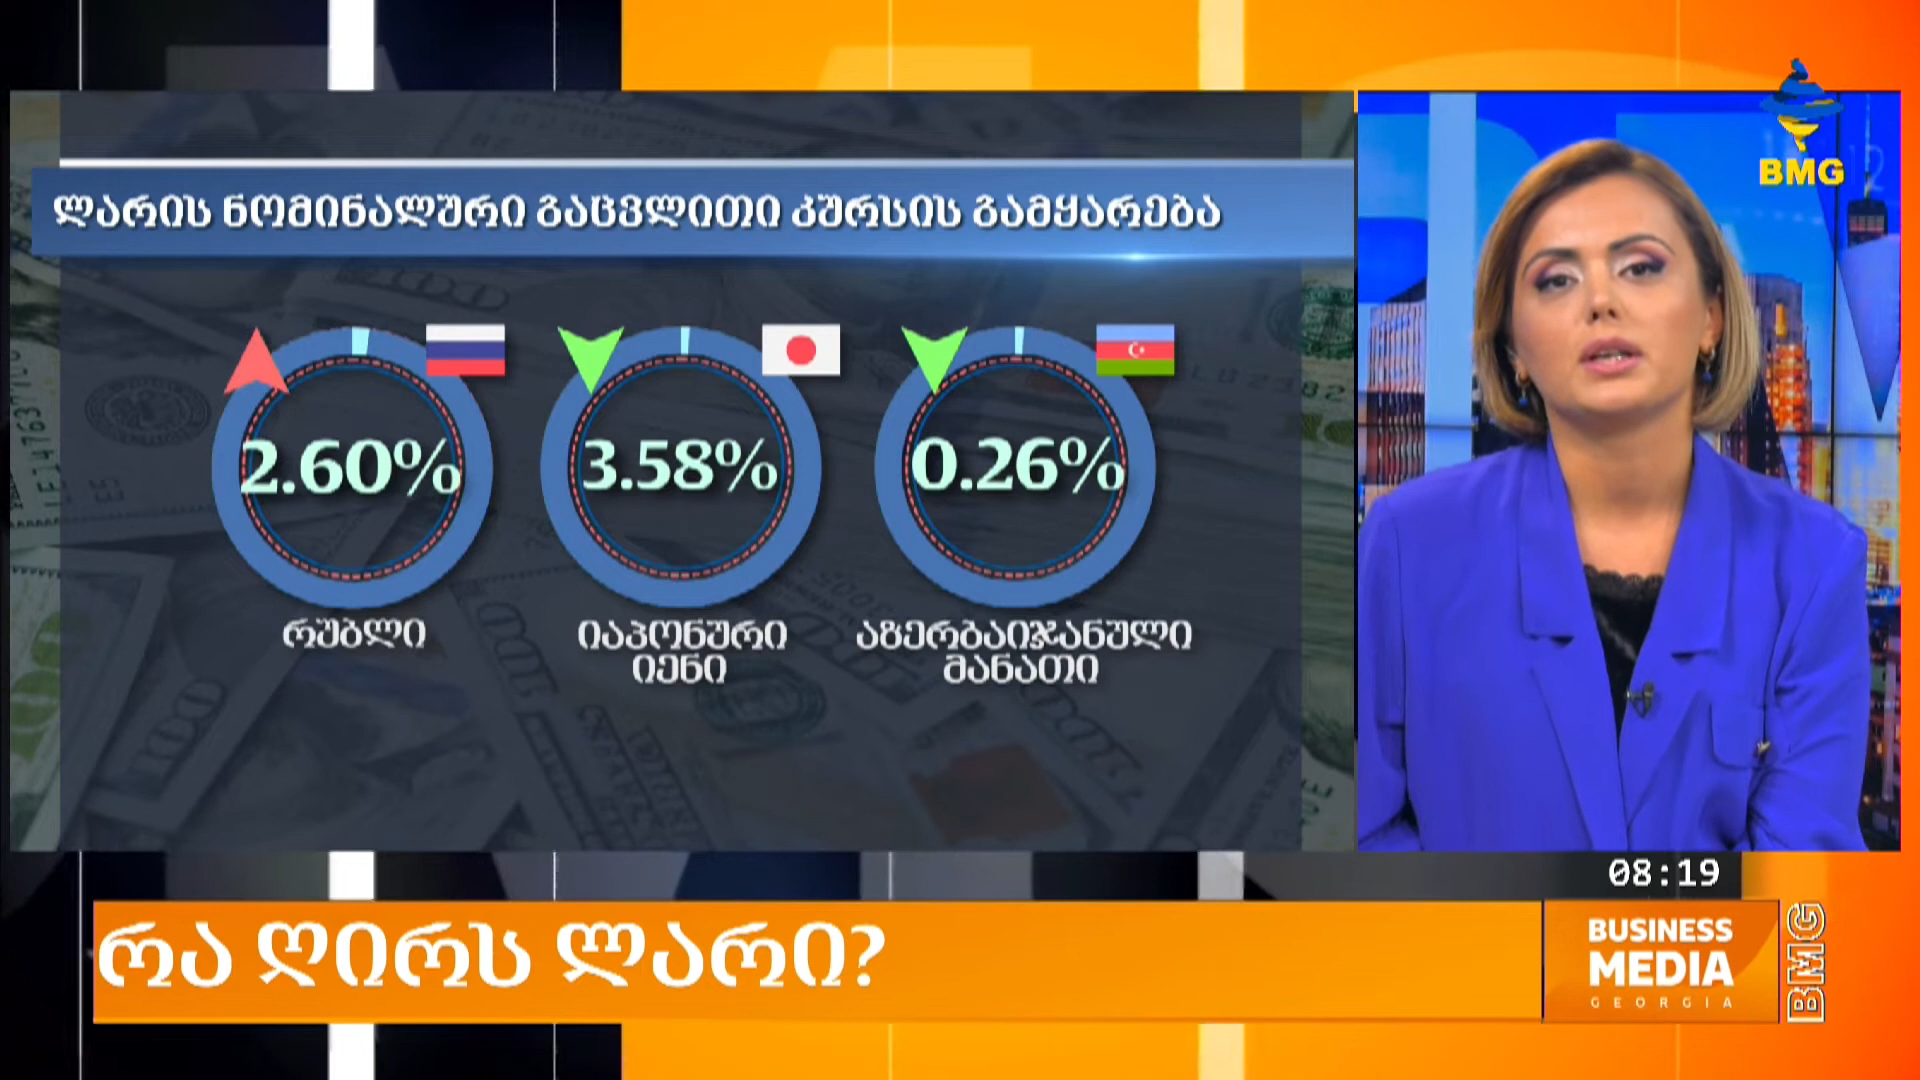 BMG
ლარის ნომინალური გაცვლითი კურსის გამყარება
2.60%
3.58%
0.26%
რუბლი
იაპონური
იენი
აზერბაიჯანული
მანათი
08:19
რა ღირს ლარი?
BUSINESS
MEDIA
GEORGIA
BMG